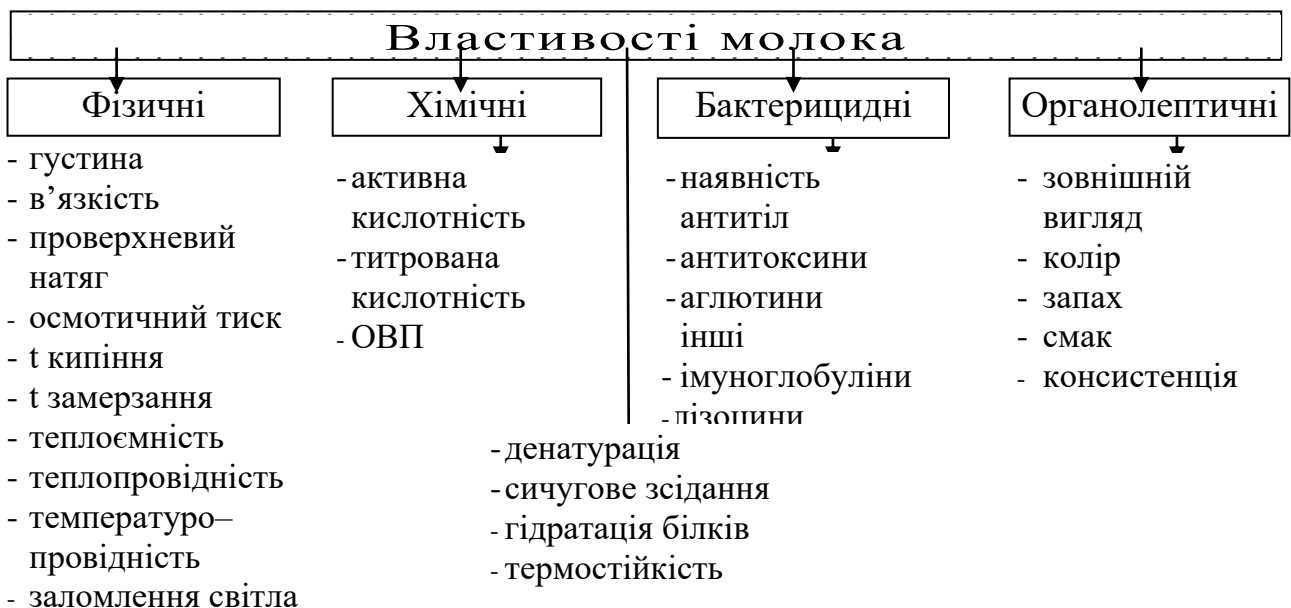 Властивості молока
Фізичні
- густина
- в’язкість
- проверхневий
натяг
- осмотичний тиск
- t кипіння
- t замерзання
- теплоємність
- теплопровідність
- температуро–
провідність
- заломлення світла
Хімічні
- активна
кислотність
- титрована
кислотність
- ОВП
Бактерицидні
- наявність
антитіл
- антитоксини
- аглютини
інші
- імуноглобуліни
- лізоцини
Органолептичні
- зовнішній
вигляд
- колір
- запах
- смак
- консистенція
- денатурація
- сичугове зсідання
- гідратація білків
- термостійкість